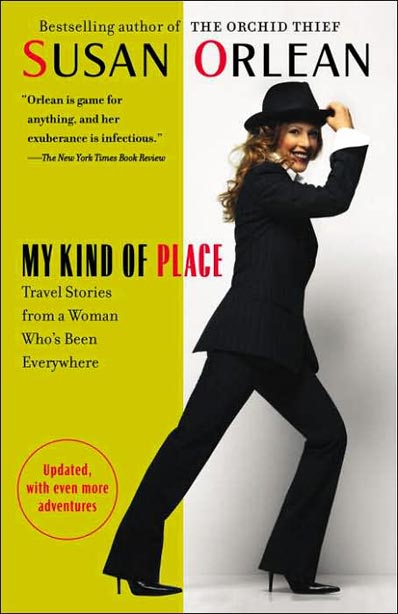 Bestselling author of THE ORCHID THIEF
SUSAN ORLEAN
“Orlean is game for
anything, and her
exuberance is infectious.”
—The New York Times Book Review
MY KIND OF PLACE
Travel Stories
from a Woman
Who's Been
Everywhere
Updated,
with even more
adventures